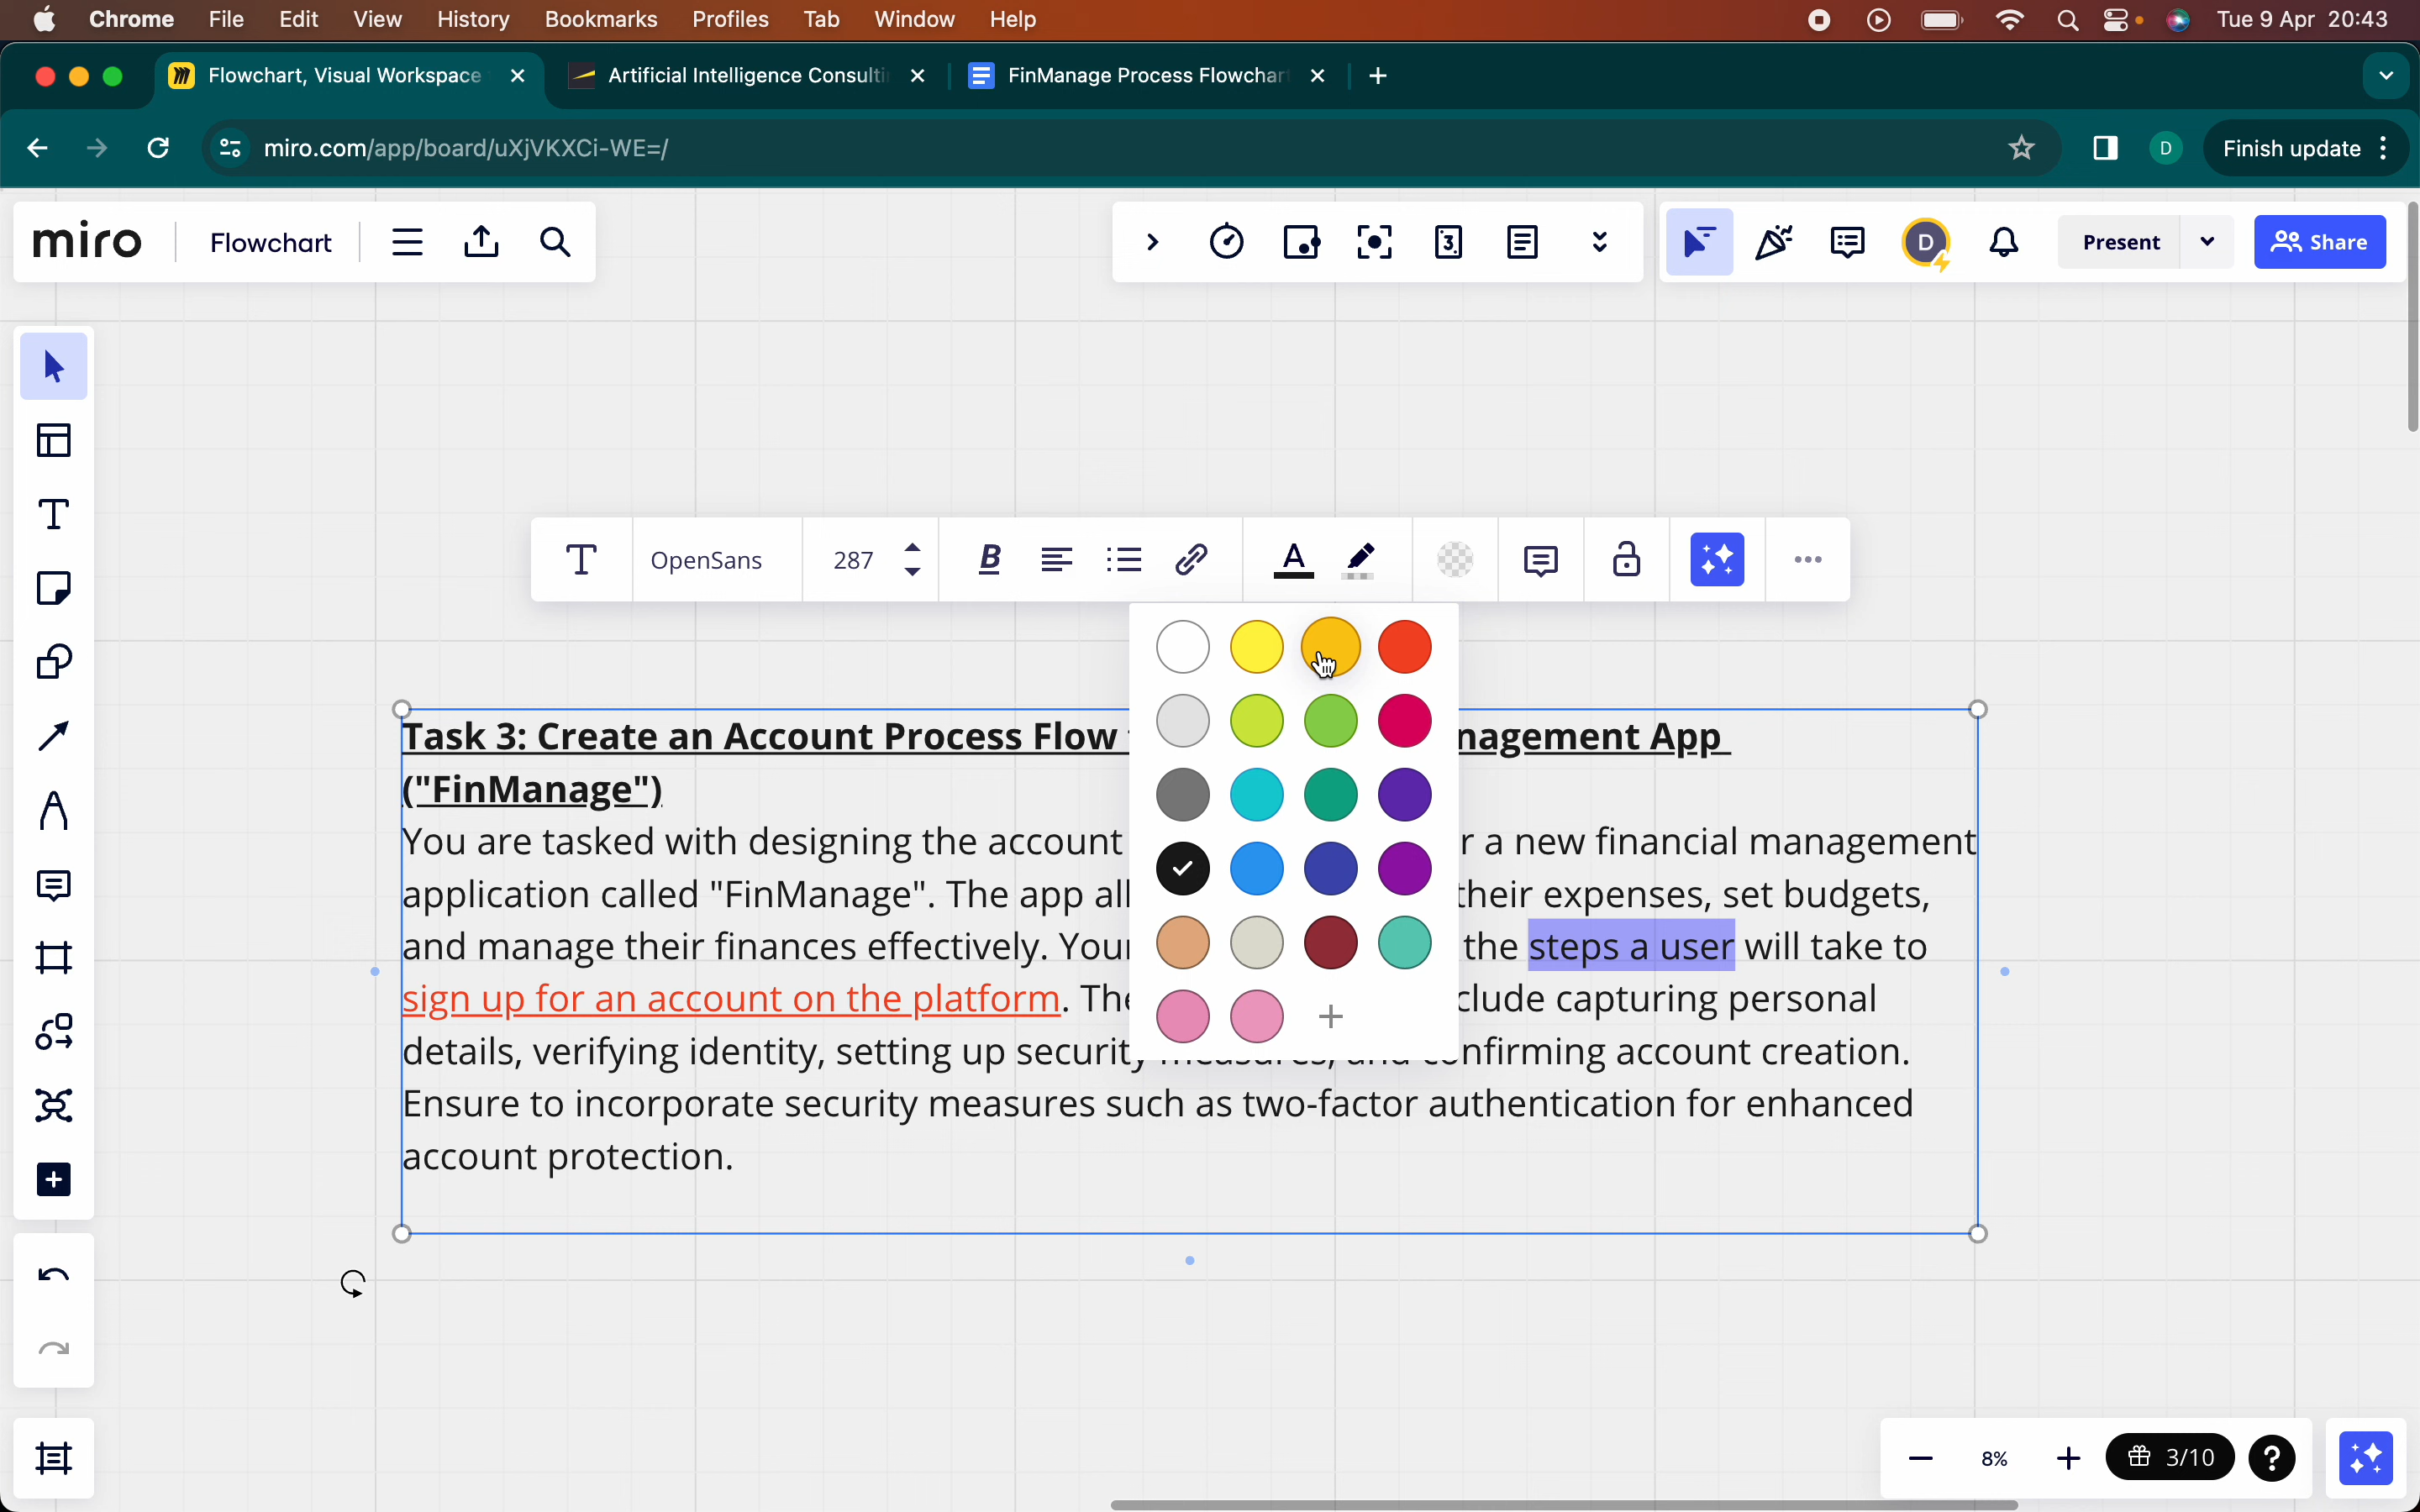 Chrome File Edit View History Bookmarks Profiles Tab Window Help Tue 9 Apr 20:43
Flowchart, Visual Workspace Artificial Intelligence Consulti FinManage Process Flowchar
miro.com/app/board/uXjVKXCi-WE=/ D Finish update
miro Flowchart 3 D Present Share
T OpenSans 287 B A
Task 3: Create an Account Process Flow nagement App
("FinManage")
You are tasked with designing the account r a new financial management
application called "FinManage". The app all their expenses, set budgets,
and manage their finances effectively. Your the steps a user will take to
sign up for an account on the platform. The clude capturing personal
details, verifying identity, setting up security measures, and confirming account creation.
Ensure to incorporate security measures such as two-factor authentication for enhanced
account protection.
8% 3/10 ?